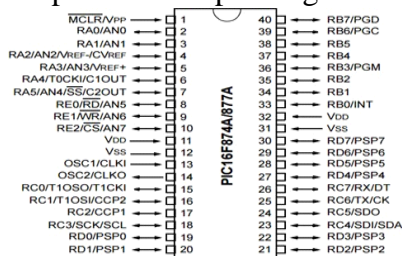 MCLR/VPP 1 40 RB7/PGD
RA0/AN0 2 39 RB6/PGC
RA1/AN1 3 38 RB5
RA2/AN2/VREF-/CVREF 4 37 RB4
RA3/AN3/VREF+ 5 36 RB3/PGM
RA4/T0CKI/C1OUT 6 35 RB2
RA5/AN4/SS/C2OUT 7 34 RB1
RE0/RD/AN5 8 33 RB0/INT
RE1/WR/AN6 9 32 VDD
RE2/CS/AN7 10 31 VSS
VDD 11 30 RD7/PSP7
VSS 12 29 RD6/PSP6
OSC1/CLKI 13 28 RD5/PSP5
OSC2/CLKO 14 27 RD4/PSP4
RC0/T1OSO/T1CKI 15 26 RC7/RX/DT
RC1/T1OSI/CCP2 16 25 RC6/TX/CK
RC2/CCP1 17 24 RC5/SDO
RC3/SCK/SCL 18 23 RC4/SDI/SDA
RD0/PSP0 19 22 RD3/PSP3
RD1/PSP1 20 21 RD2/PSP2
PIC16F874A/877A